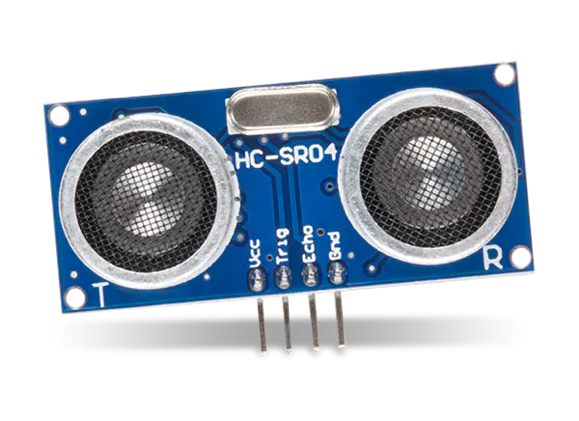 HC-SR04
Vcc
Trig
Echo
Gnd
T
R